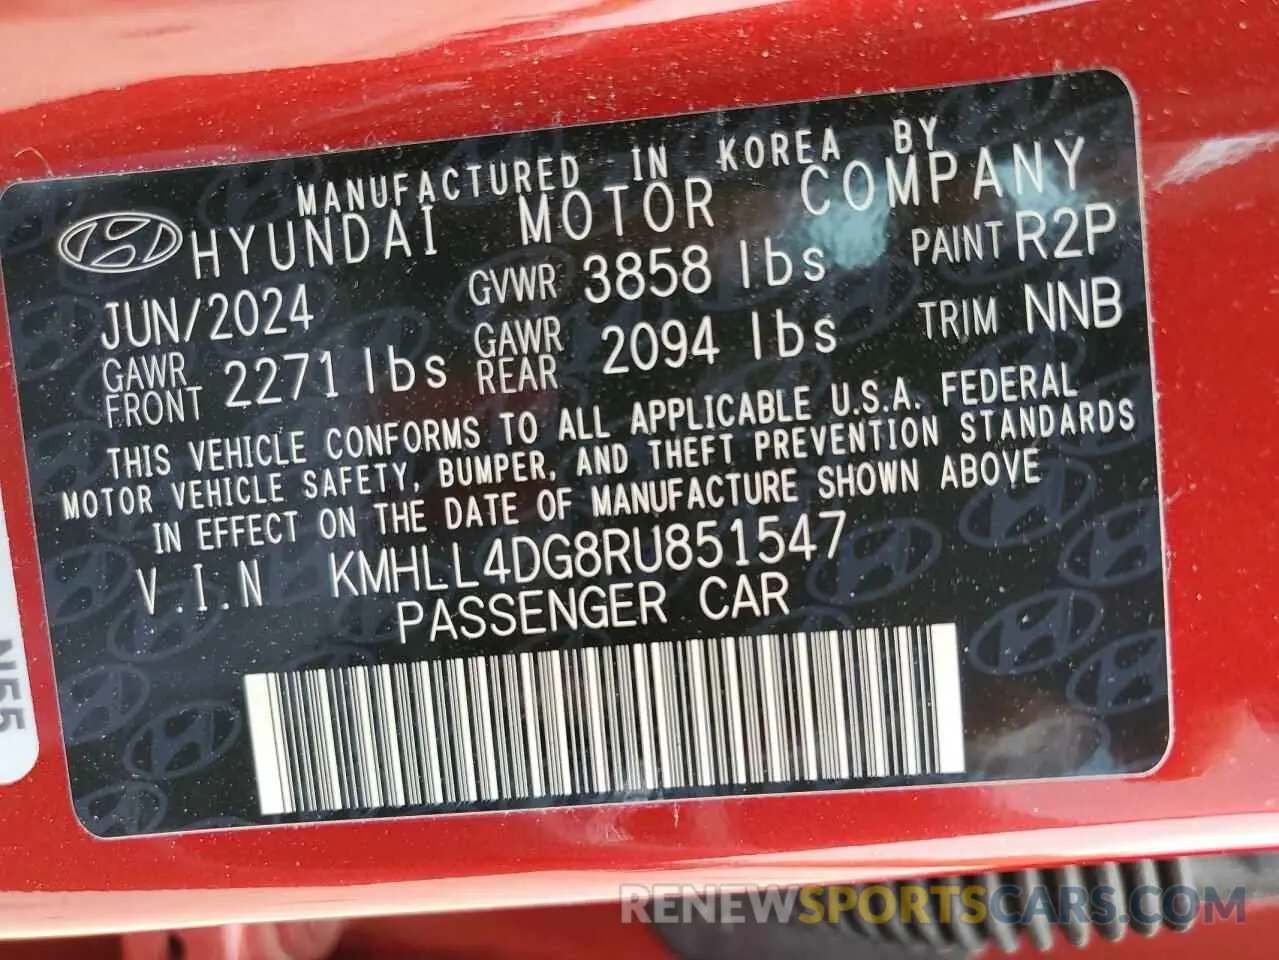 MANUFACTURED IN KOREA BY
HYUNDAI MOTOR COMPANY
JUN/2024 GVWR 3858 lbs PAINT R2P
GAWR FRONT 2271 lbs GAWR REAR 2094 lbs TRIM NNB
THIS VEHICLE CONFORMS TO ALL APPLICABLE U.S.A. FEDERAL
MOTOR VEHICLE SAFETY, BUMPER, AND THEFT PREVENTION STANDARDS
IN EFFECT ON THE DATE OF MANUFACTURE SHOWN ABOVE
V.I.N KMHLL4DG8RU851547
PASSENGER CAR
N55
RENEWSPORTSCARS.COM